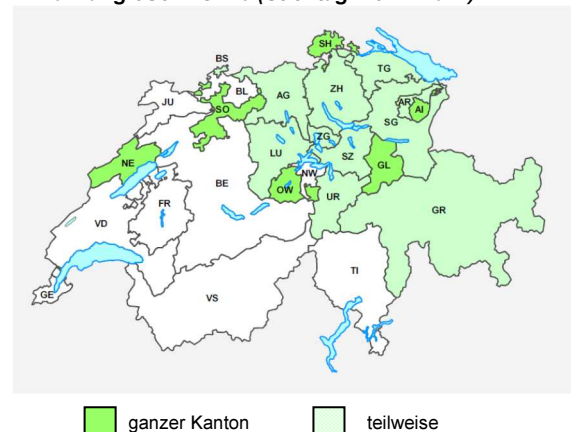 SH
BS
TG
BL
AG
ZH
JU
AR
AI
SO
SG
ZG
LU
SZ
NE
GL
NW
BE
OW
UR
FR
GR
VD
TI
GE
VS
ganzer Kanton
teilweise